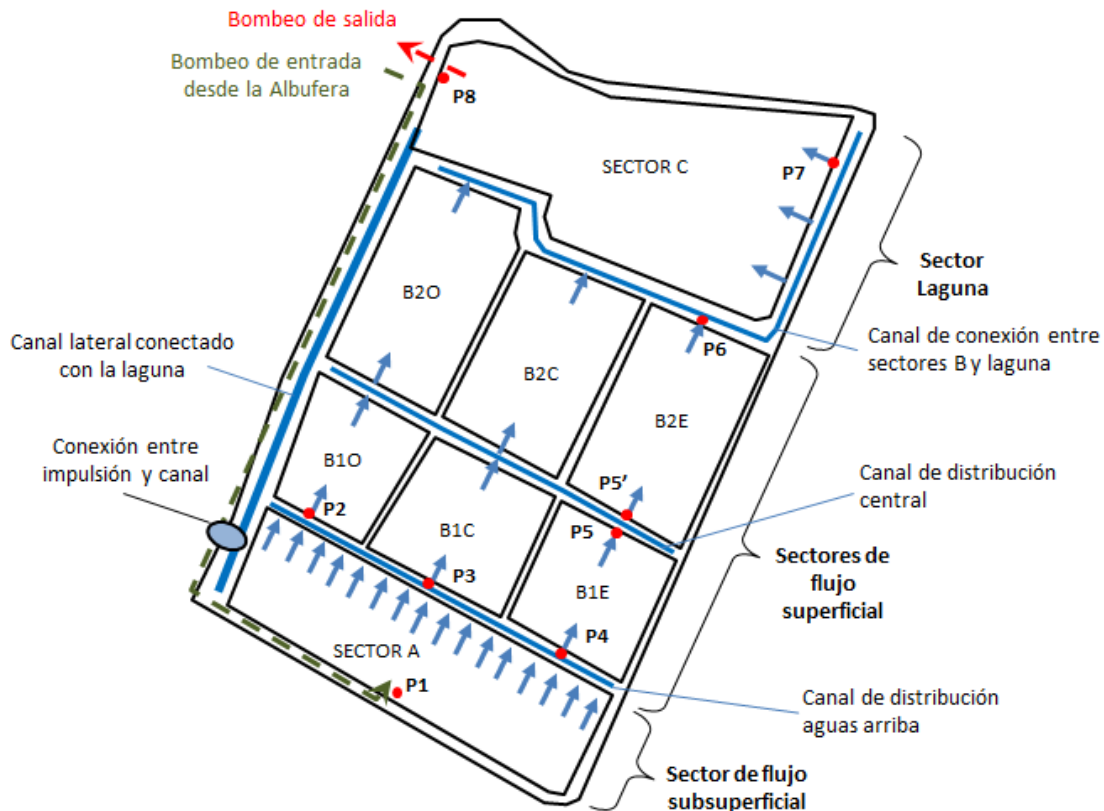 Bombeo de salida
Bombeo de entrada
desde la Albufera
P8
SECTOR C
P7
Sector
Laguna
B2O
Canal de conexión entre
sectores B y laguna
P6
Canal lateral conectado
con la laguna
B2C
B2E
Conexión entre
impulsión y canal
B1O
P5’
Canal de distribución
central
P2
P5
B1C
Sectores de
flujo
superficial
P3
B1E
P4
SECTOR A
P1
Canal de distribución
aguas arriba
Sector de flujo
subsuperficial